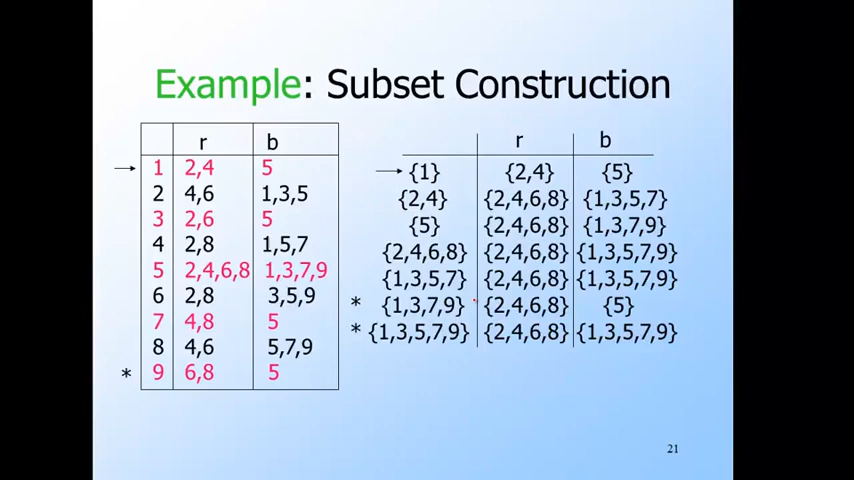 Example: Subset Construction
r b
→ 1 2,4 5
2 4,6 1,3,5
3 2,6 5
4 2,8 1,5,7
5 2,4,6,8 1,3,7,9
6 2,8 3,5,9
7 4,8 5
8 4,6 5,7,9
* 9 6,8 5
r b
→ {1} {2,4} {5}
{2,4} {2,4,6,8} {1,3,5,7}
{5} {2,4,6,8} {1,3,7,9}
{2,4,6,8} {2,4,6,8} {1,3,5,7,9}
{1,3,5,7} {2,4,6,8} {1,3,5,7,9}
* {1,3,7,9} {2,4,6,8} {5}
* {1,3,5,7,9} {2,4,6,8} {1,3,5,7,9}
21